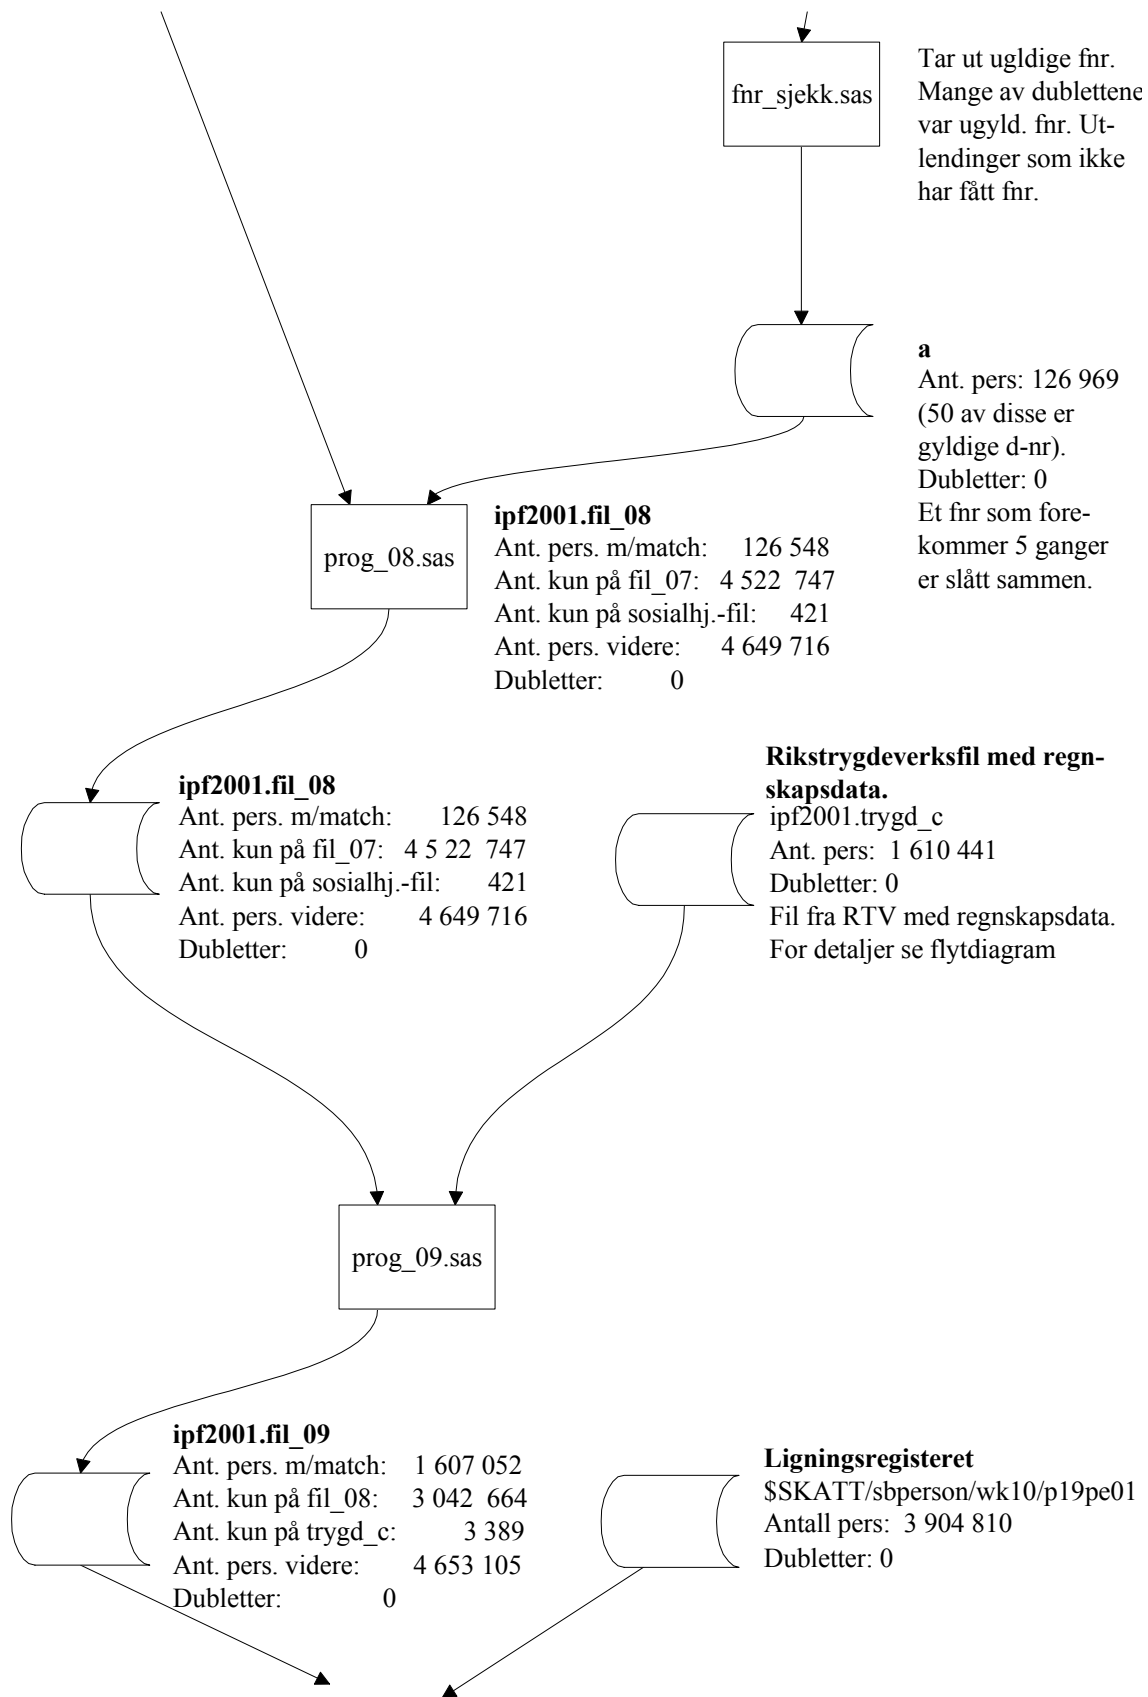 fnr_sjekk.sas
Tar ut ugldige fnr.
Mange av dublettene
var ugyld. fnr. Ut-
lendinger som ikke
har fått fnr.
a
Ant. pers: 126 969
(50 av disse er
gyldige d-nr).
Dubletter: 0
Et fnr som fore-
kommer 5 ganger
er slått sammen.
prog_08.sas
ipf2001.fil_08
Ant. pers. m/match: 126 548
Ant. kun på fil_07: 4 522 747
Ant. kun på sosialhj.-fil: 421
Ant. pers. videre: 4 649 716
Dubletter: 0
ipf2001.fil_08
Ant. pers. m/match: 126 548
Ant. kun på fil_07: 4 5 22 747
Ant. kun på sosialhj.-fil: 421
Ant. pers. videre: 4 649 716
Dubletter: 0
Rikstrygdeverksfil med regn-
skapsdata.
ipf2001.trygd_c
Ant. pers: 1 610 441
Dubletter: 0
Fil fra RTV med regnskapsdata.
For detaljer se flytdiagram
prog_09.sas
ipf2001.fil_09
Ant. pers. m/match: 1 607 052
Ant. kun på fil_08: 3 042 664
Ant. kun på trygd_c: 3 389
Ant. pers. videre: 4 653 105
Dubletter: 0
Ligningsregisteret
$SKATT/sbperson/wk10/p19pe01
Antall pers: 3 904 810
Dubletter: 0